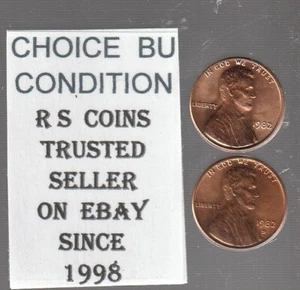 CHOICE BU
CONDITION
R S COINS
TRUSTED
SELLER
ON EBAY
SINCE
1998
IN GOD WE TRUST
LIBERTY
1982
IN GOD WE TRUST
LIBERTY
1982
D